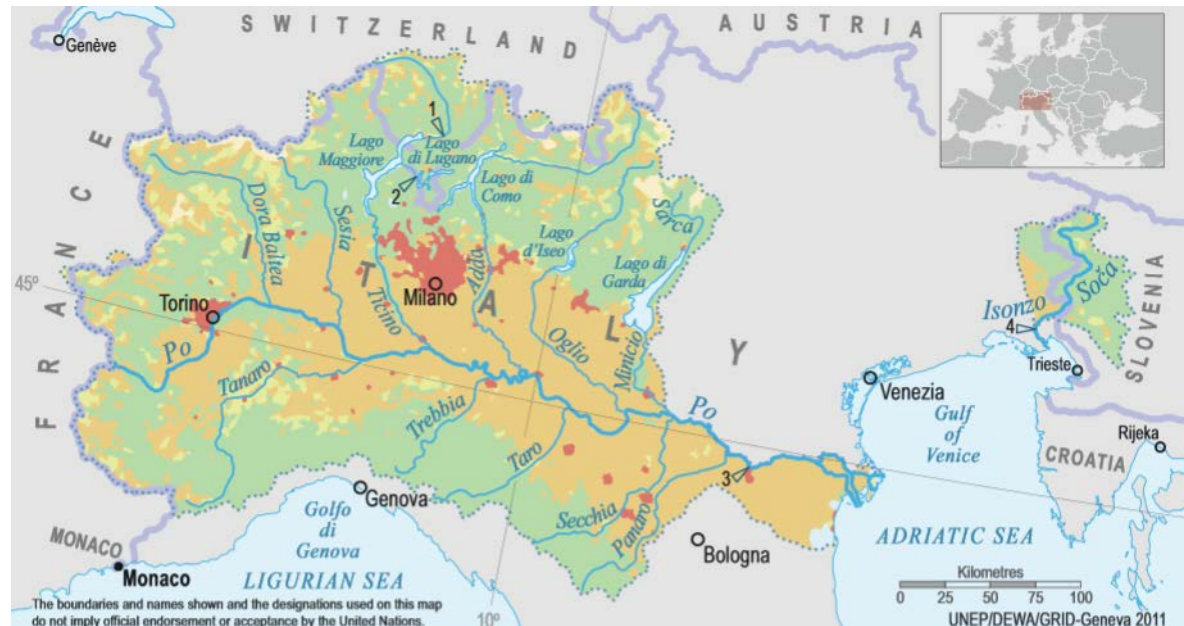 SWITZERLAND
AUSTRIA
Genève
FRANCE
ITALY
1
Lago
Maggiore
Lago
di Lugano
2
Lago di
Como
Dora Baltea
Sesia
Ticino
Adda
Milano
Lago
d'Iseo
Sarca
Lago di
Garda
45º
Torino
Po
Tanaro
Trebbia
Taro
Oglio
Minicio
Po
Secchia
Panaro
3
Isonzo
Soča
4
SLOVENIA
Trieste
Venezia
Gulf
of
Venice
Rijeka
CROATIA
Genova
Golfo
di
Genova
Bologna
ADRIATIC SEA
MONACO
Monaco
LIGURIAN SEA
Kilometres
0 25 50 75 100
The boundaries and names shown and the designations used on this map
do not imply official endorsement or acceptance by the United Nations.
10º
UNEP/DEWA/GRID-Geneva 2011